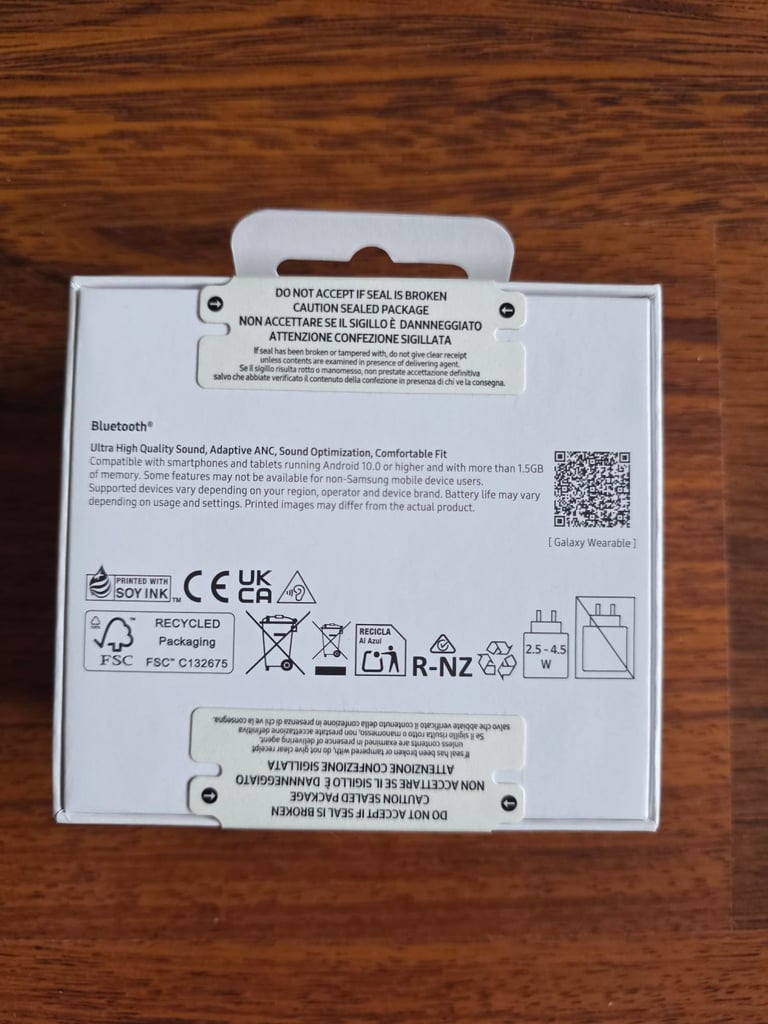 DO NOT ACCEPT IF SEAL IS BROKEN
CAUTION SEALED PACKAGE
NON ACCETTARE SE IL SIGILLO È DANNNEGGIATO
ATTENZIONE CONFEZIONE SIGILLATA
If seal has been broken or tampered with, do not give clear receipt
unless contents are examined in presence of delivering agent.
Se il sigillo risulta rotto o manomesso, non prestate accettazione definitiva
salvo che abbiate verificato il contenuto della confezione in presenza di chi ve la consegna.
Bluetooth®
Ultra High Quality Sound, Adaptive ANC, Sound Optimization, Comfortable Fit
Compatible with smartphones and tablets running Android 10.0 or higher and with more than 1.5GB
of memory. Some features may not be available for non-Samsung mobile device users.
Supported devices vary depending on your region, operator and device brand. Battery life may vary
depending on usage and settings. Printed images may differ from the actual product.
[ Galaxy Wearable ]
PRINTED WITH
SOY INK™
CE
UK
CA
RECYCLED
Packaging
FSC
FSC™ C132675
RECICLA
Al Azul
R-NZ
2.5 - 4.5
W
DO NOT ACCEPT IF SEAL IS BROKEN
CAUTION SEALED PACKAGE
NON ACCETTARE SE IL SIGILLO È DANNNEGGIATO
ATTENZIONE CONFEZIONE SIGILLATA
If seal has been broken or tampered with, do not give clear receipt
unless contents are examined in presence of delivering agent.
Se il sigillo risulta rotto o manomesso, non prestate accettazione definitiva
salvo che abbiate verificato il contenuto della confezione in presenza di chi ve la consegna.